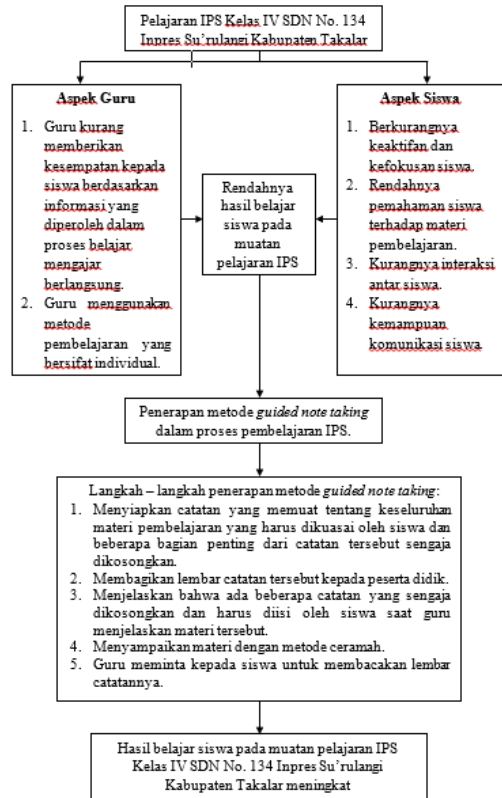 Pelajaran IPS Kelas IV SDN No. 134
Inpres Su’rulangi Kabupaten Takalar
Aspek Guru
1. Guru kurang
memberikan
kesempatan kepada
siswa berdasarkan
informasi yang
diperoleh dalam
proses belajar
mengajar
berlangsung.
2. Guru menggunakan
metode
pembelajaran yang
bersifat individual.
Rendahnya
hasil belajar
siswa pada
muatan
pelajaran IPS
Aspek Siswa
1. Berkurangnya
keaktifan dan
kefokusan siswa.
2. Rendahnya
pemahaman siswa
terhadap materi
pembelajaran.
3. Kurangnya interaksi
antar siswa.
4. Kurangnya
kemampuan
komunikasi siswa
Penerapan metode guided note taking
dalam proses pembelajaran IPS.
Langkah – langkah penerapan metode guided note taking:
1. Menyiapkan catatan yang memuat tentang keseluruhan
materi pembelajaran yang harus dikuasai oleh siswa dan
beberapa bagian penting dari catatan tersebut sengaja
dikosongkan.
2. Membagikan lembar catatan tersebut kepada peserta didik.
3. Menjelaskan bahwa ada beberapa catatan yang sengaja
dikosongkan dan harus diisi oleh siswa saat guru
menjelaskan materi tersebut.
4. Menyampaikan materi dengan metode ceramah.
5. Guru meminta kepada siswa untuk membacakan lembar
catatannya.
Hasil belajar siswa pada muatan pelajaran IPS
Kelas IV SDN No. 134 Inpres Su’rulangi
Kabupaten Takalar meningkat